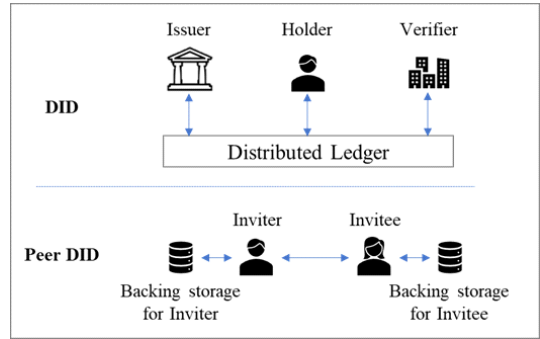 Issuer Holder Verifier
DID
Distributed Ledger
Inviter Invitee
Peer DID
Backing storage Backing storage
for Inviter for Invitee